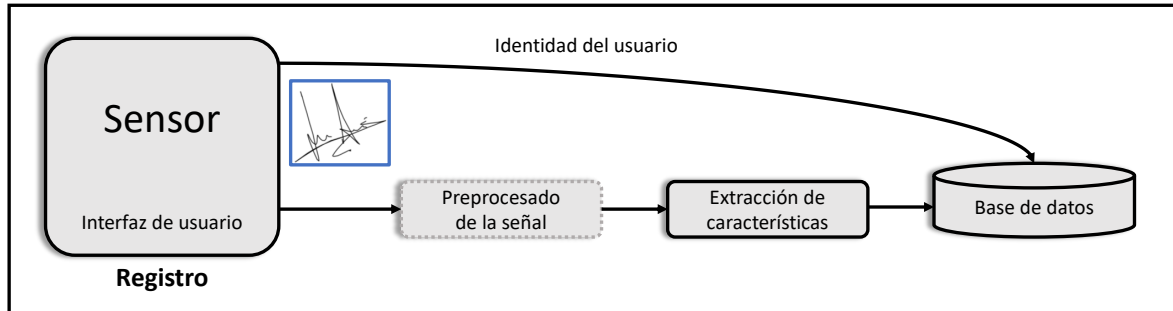 Identidad del usuario
Sensor
Interfaz de usuario
Preprocesado
de la señal
Extracción de
características
Base de datos
Registro